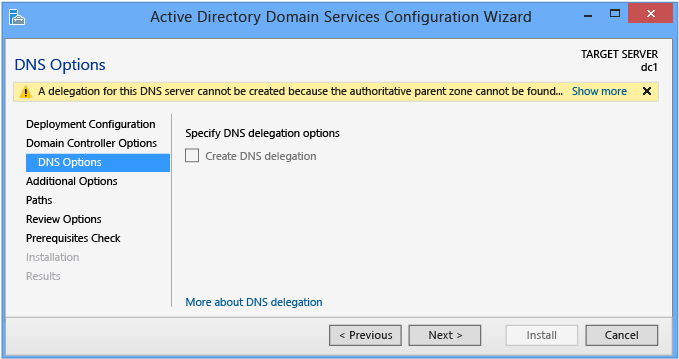 Active Directory Domain Services Configuration Wizard
DNS Options
TARGET SERVER
dc1
A delegation for this DNS server cannot be created because the authoritative parent zone cannot be found... Show more
Deployment Configuration
Domain Controller Options
DNS Options
Additional Options
Paths
Review Options
Prerequisites Check
Installation
Results
Specify DNS delegation options
Create DNS delegation
More about DNS delegation
< Previous
Next >
Install
Cancel